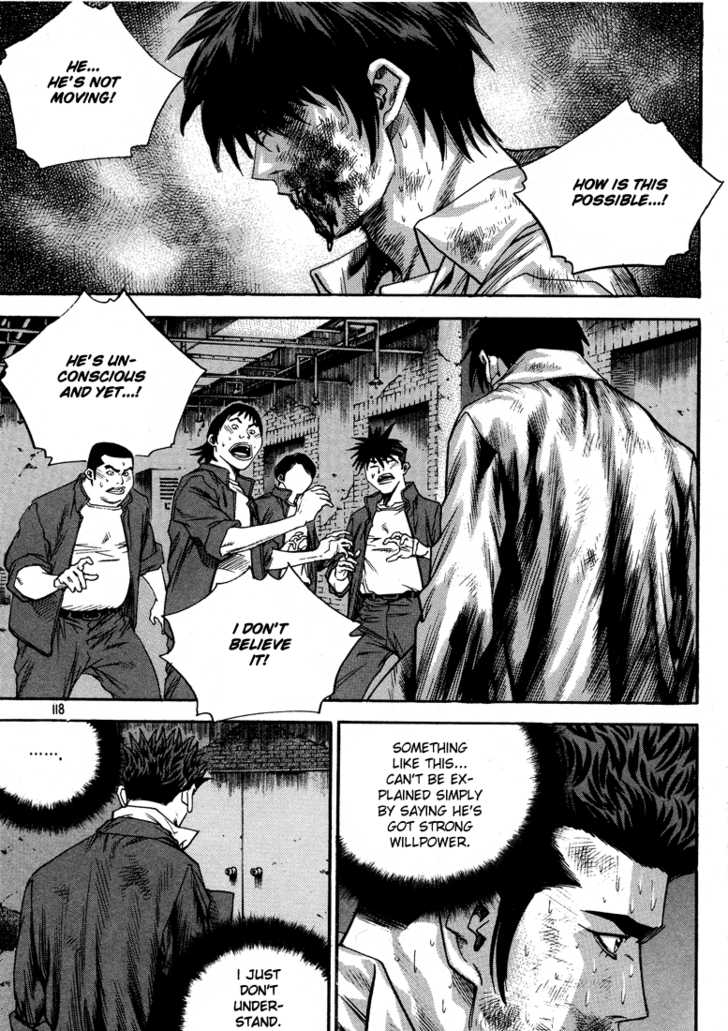 HE...
HE'S NOT
MOVING!
HOW IS THIS
POSSIBLE...!
HE'S UN-
CONSCIOUS
AND YET...!
I DON'T
BELIEVE
IT!
118
.......
SOMETHING
LIKE THIS...
CAN'T BE EX-
PLAINED SIMPLY
BY SAYING HE'S
GOT STRONG
WILLPOWER.
I JUST
DON'T
UNDER-
STAND.